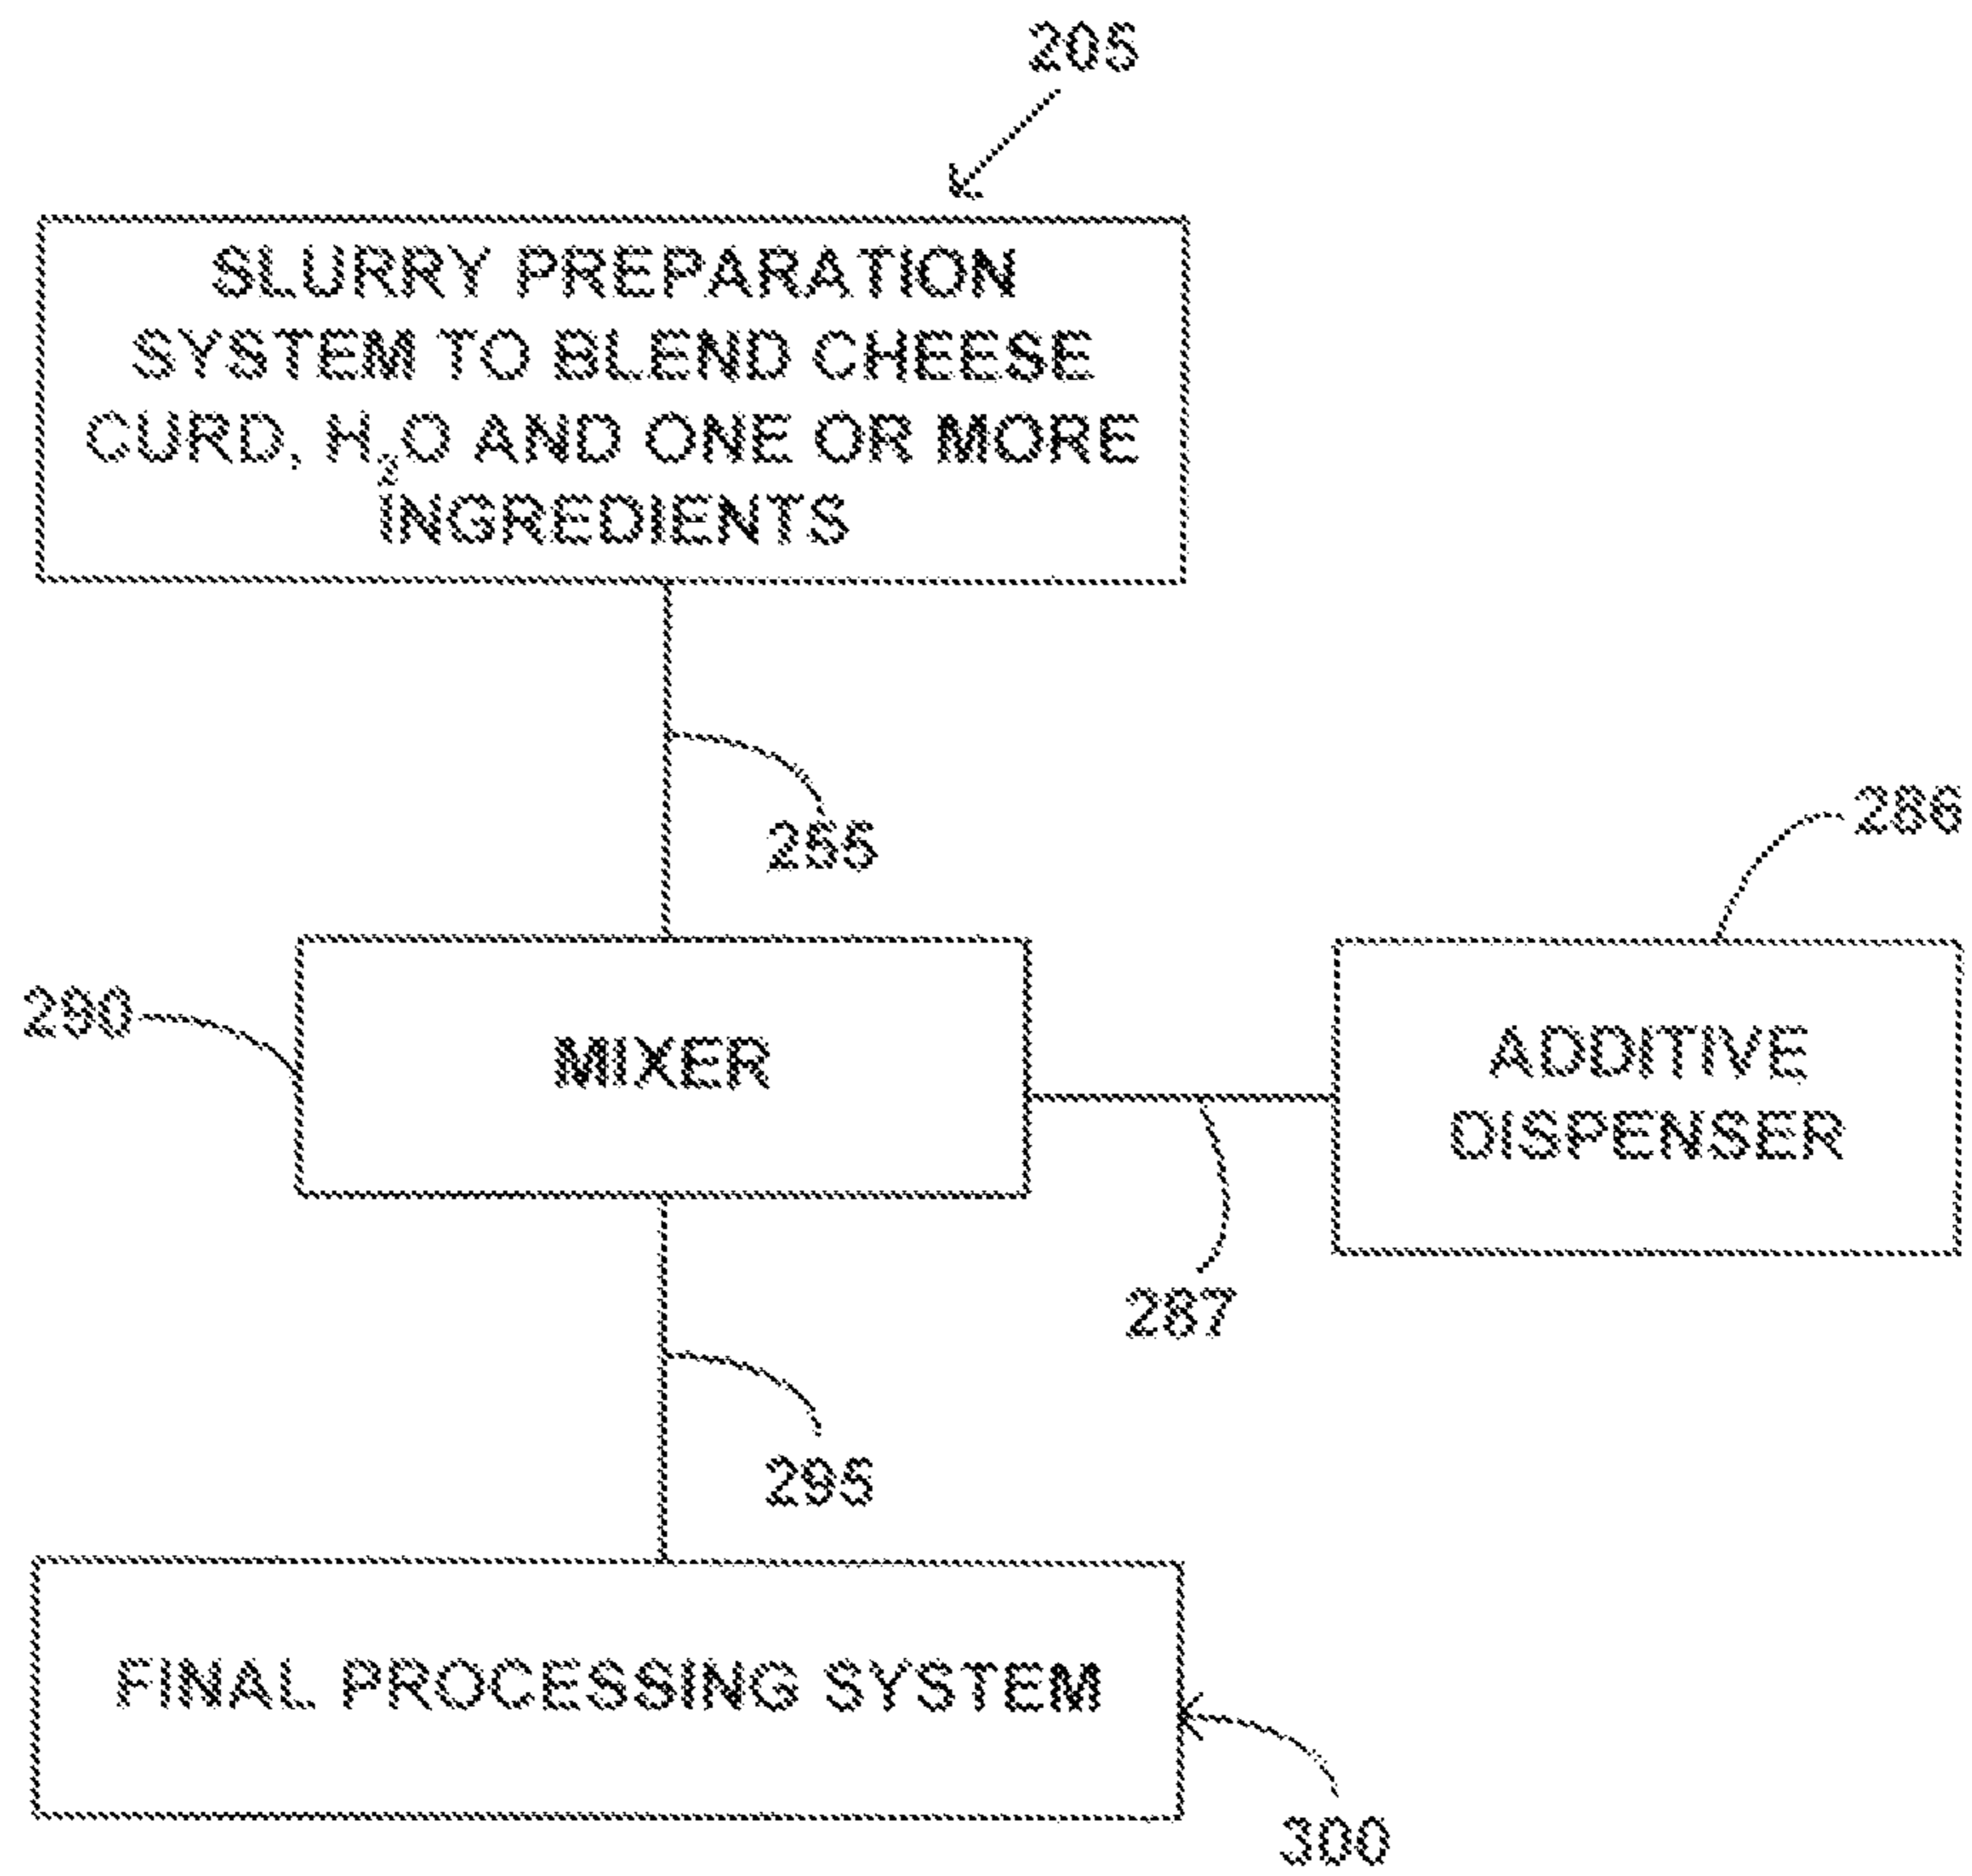 205
SLURRY PREPARATION
SYSTEM TO BLEND CHEESE
CURD, H₂O AND ONE OR MORE
INGREDIENTS
255
286
290
MIXER
ADDITIVE
DISPENSER
287
295
FINAL PROCESSING SYSTEM
300